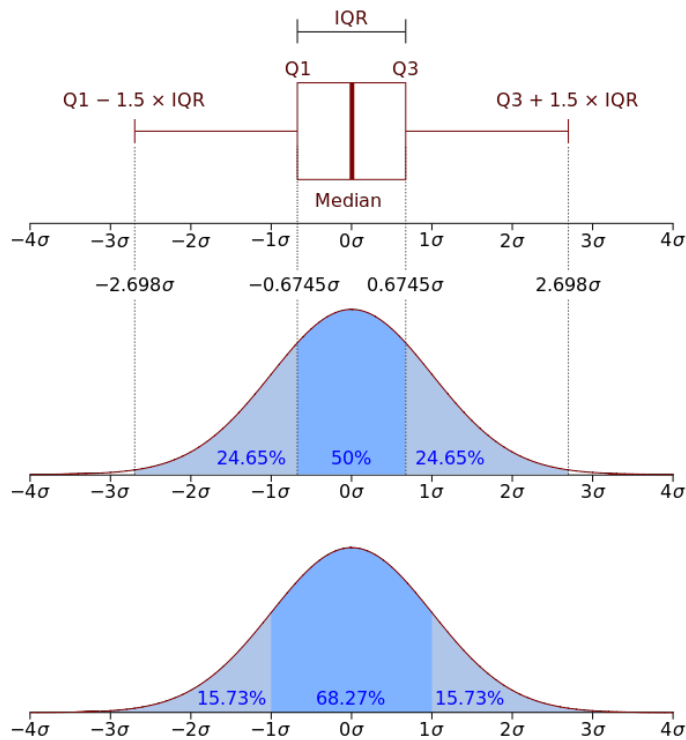 IQR
Q1 Q3
Q1 − 1.5 × IQR Q3 + 1.5 × IQR
Median
−4σ −3σ −2σ −1σ 0σ 1σ 2σ 3σ 4σ
−2.698σ −0.6745σ 0.6745σ 2.698σ
24.65% 50% 24.65%
−4σ −3σ −2σ −1σ 0σ 1σ 2σ 3σ 4σ
15.73% 68.27% 15.73%
−4σ −3σ −2σ −1σ 0σ 1σ 2σ 3σ 4σ